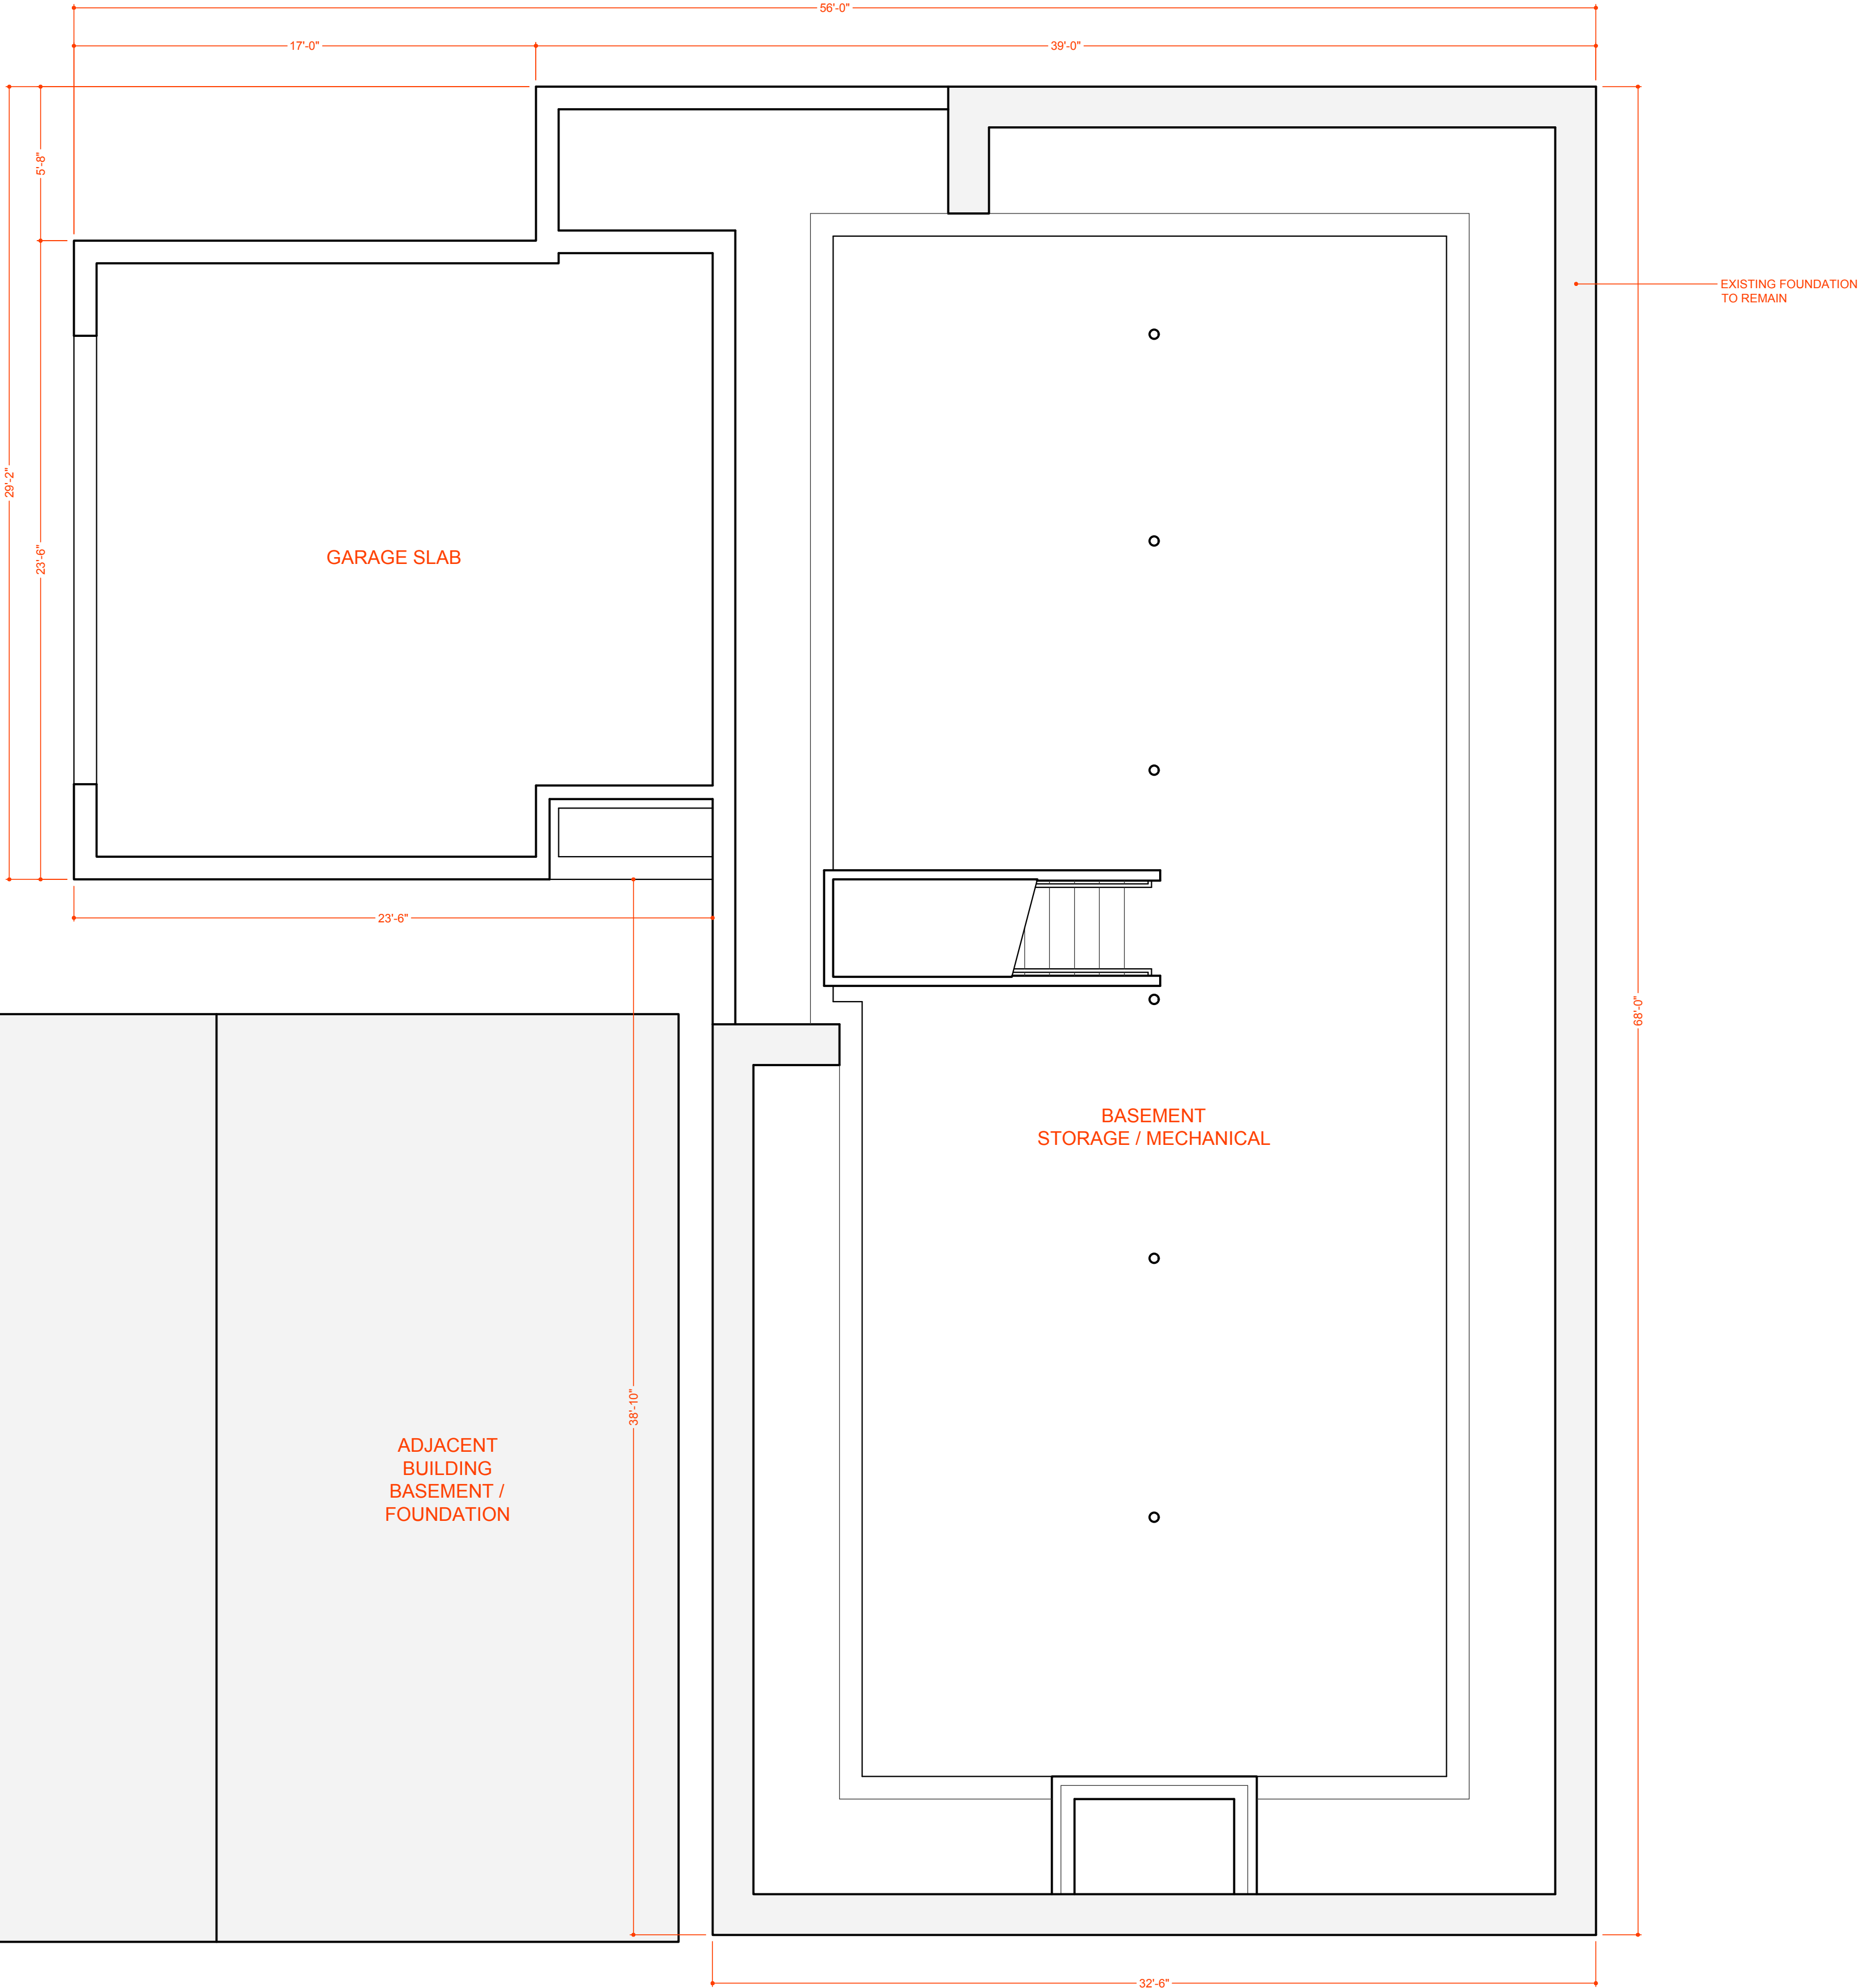 56'-0"
17'-0"
39'-0"
5'-8"
EXISTING FOUNDATION
TO REMAIN
29'-2"
23'-6"
GARAGE SLAB
23'-6"
68'-0"
BASEMENT
STORAGE / MECHANICAL
38'-10"
ADJACENT
BUILDING
BASEMENT /
FOUNDATION
32'-6"